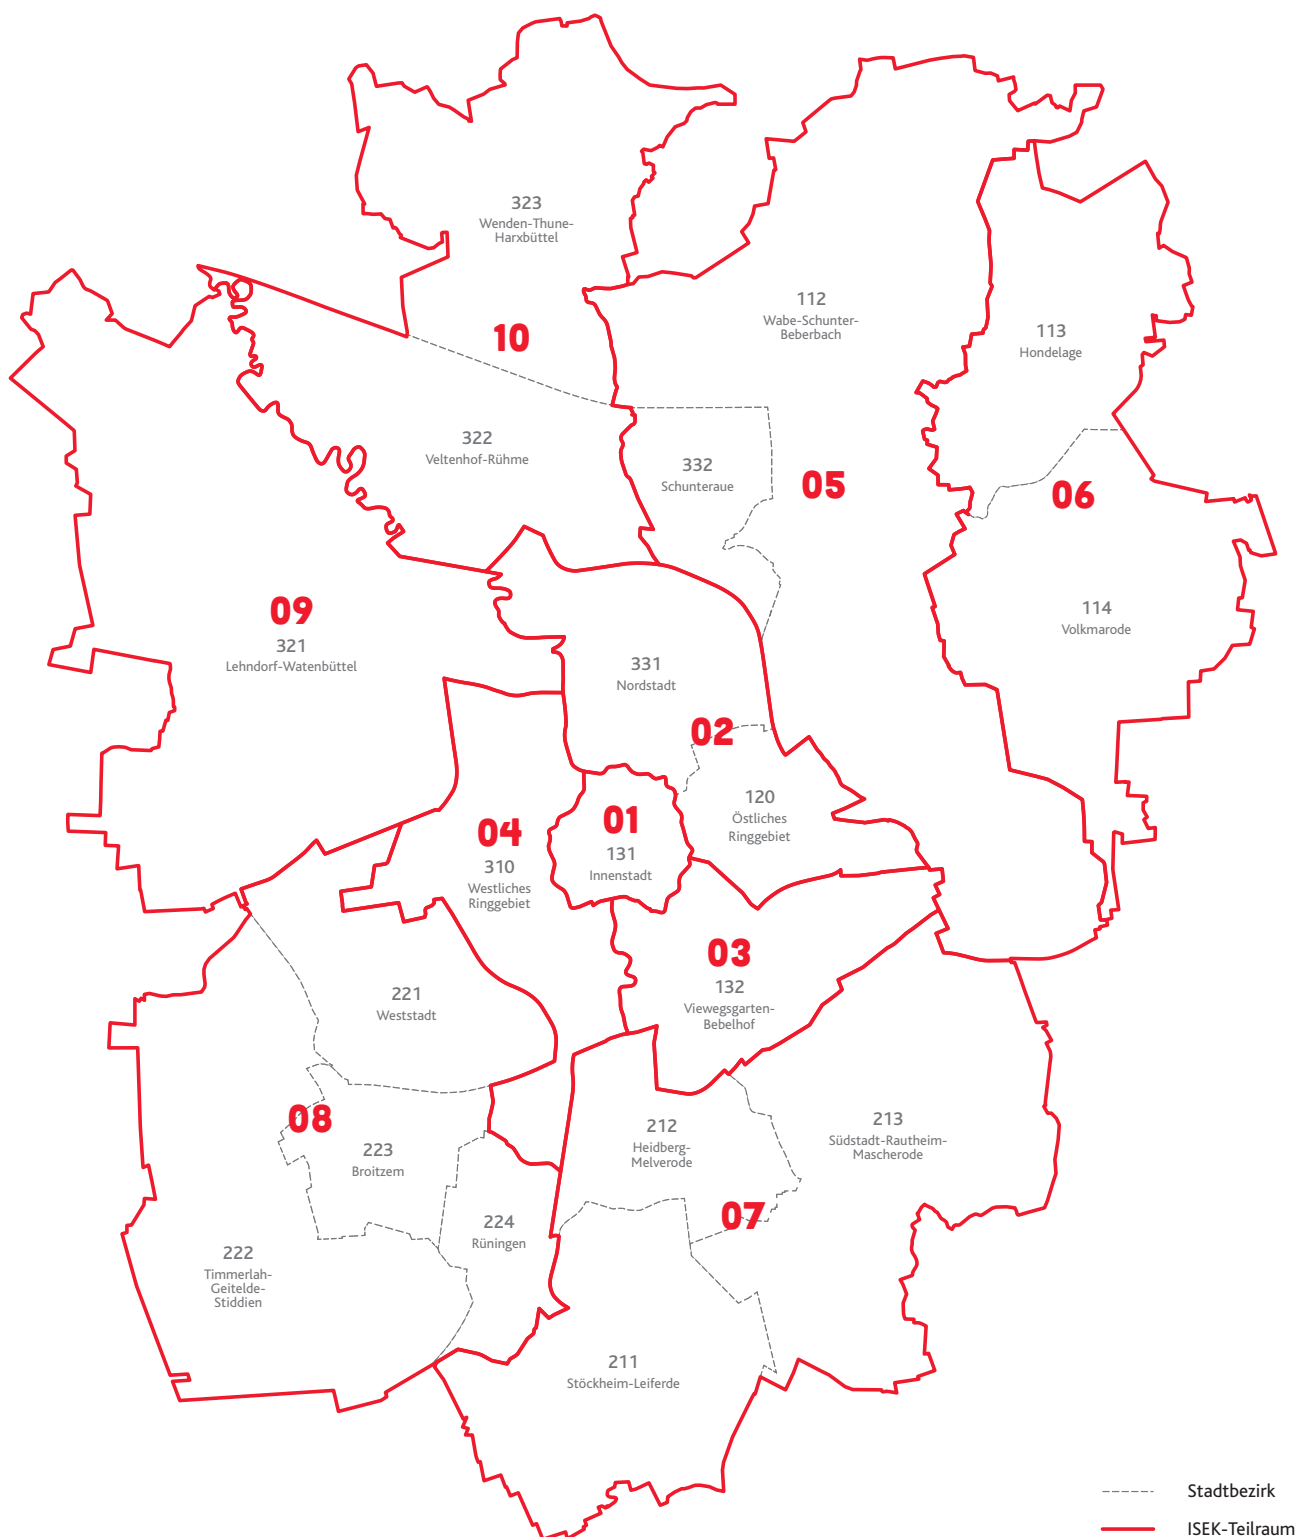 323
Wenden-Thune-
Harxbüttel
112
Wabe-Schunter-
Beberbach
10
113
Hondelage
322
Veltenhof-Rühme
332
Schunteraue
05
06
09
321
Lehndorf-Watenbüttel
114
Volkmarode
331
Nordstadt
02
120
Östliches
Ringgebiet
01
131
Innenstadt
04
310
Westliches
Ringgebiet
03
132
Viewegsgarten-
Bebelhof
221
Weststadt
08
223
Broitzem
212
Heidberg-
Melverode
213
Südstadt-Rautheim-
Mascherode
07
224
Rüningen
222
Timmerlah-
Geitelde-
Stiddien
211
Stöckheim-Leiferde
Stadtbezirk
ISEK-Teilraum